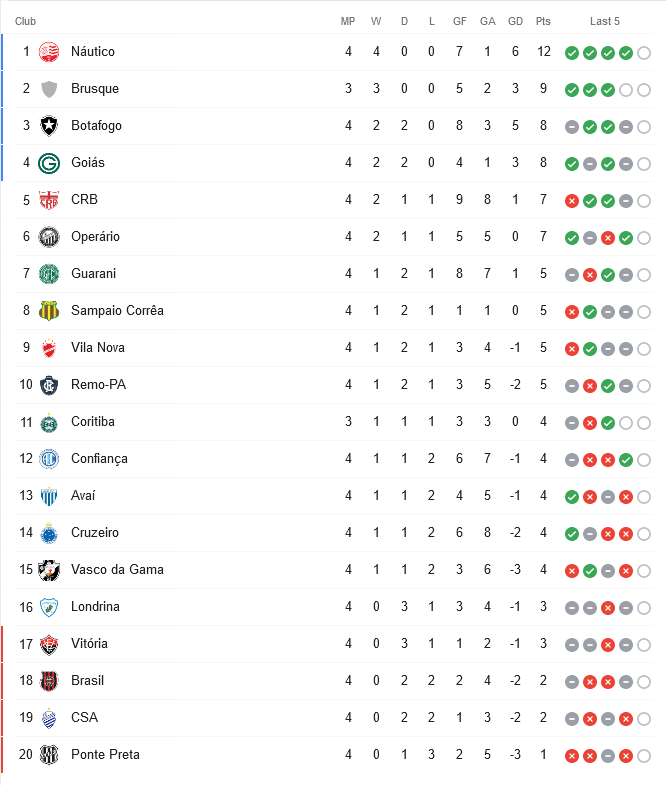 Club MP W D L GF GA GD Pts Last 5
1 Náutico 4 4 0 0 7 1 6 12
2 Brusque 3 3 0 0 5 2 3 9
3 Botafogo 4 2 2 0 8 3 5 8
4 Goiás 4 2 2 0 4 1 3 8
5 CRB 4 2 1 1 9 8 1 7
6 Operário 4 2 1 1 5 5 0 7
7 Guarani 4 1 2 1 8 7 1 5
8 Sampaio Corrêa 4 1 2 1 1 1 0 5
9 Vila Nova 4 1 2 1 3 4 -1 5
10 Remo-PA 4 1 2 1 3 5 -2 5
11 Coritiba 3 1 1 1 3 3 0 4
12 Confiança 4 1 1 2 6 7 -1 4
13 Avaí 4 1 1 2 4 5 -1 4
14 Cruzeiro 4 1 1 2 6 8 -2 4
15 Vasco da Gama 4 1 1 2 3 6 -3 4
16 Londrina 4 0 3 1 3 4 -1 3
17 Vitória 4 0 3 1 1 2 -1 3
18 Brasil 4 0 2 2 2 4 -2 2
19 CSA 4 0 2 2 1 3 -2 2
20 Ponte Preta 4 0 1 3 2 5 -3 1